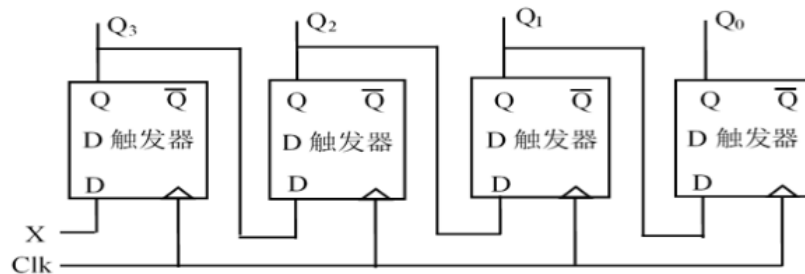 Q₃ Q₂ Q₁ Q₀
Q Q̅ Q Q̅ Q Q̅ Q Q̅
D 触发器 D 触发器 D 触发器 D 触发器
D D D D
X
Clk